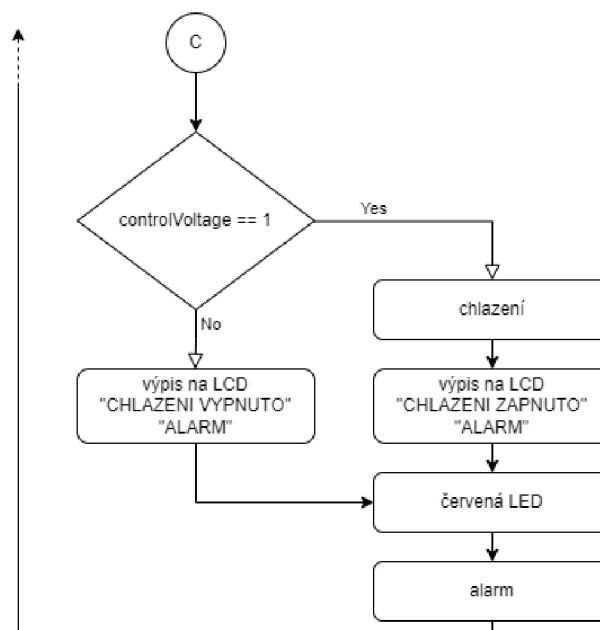 C
controlVoltage == 1
Yes
No
chlazení
výpis na LCD
"CHLAZENI VYPNUTO"
"ALARM"
výpis na LCD
"CHLAZENI ZAPNUTO"
"ALARM"
červená LED
alarm